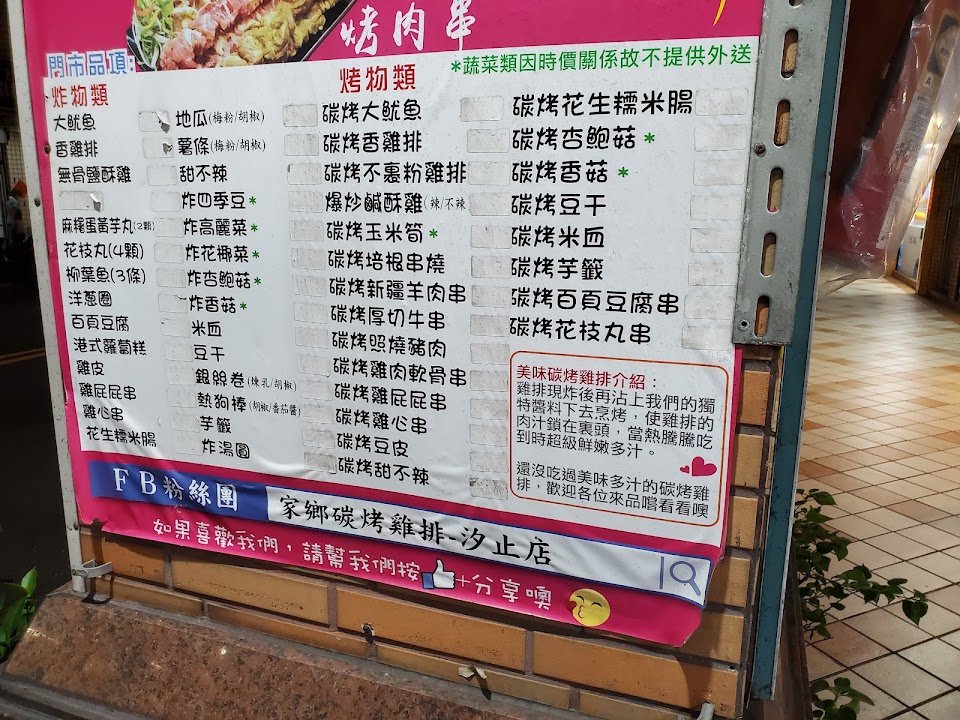 烤肉串
門市品項:
*蔬菜類因時價關係故不提供外送
炸物類
大魷魚
香雞排
無骨鹽酥雞
麻糬蛋黃芋丸(2顆)
花枝丸(4顆)
柳葉魚(3條)
洋蔥圈
百頁豆腐
港式蘿蔔糕
雞皮
雞屁屁串
雞心串
花生糯米腸
地瓜(梅粉/胡椒)
薯條(梅粉/胡椒)
甜不辣
炸四季豆*
炸高麗菜*
炸花椰菜*
炸杏鮑菇*
炸香菇*
米血
豆干
銀絲卷(煉乳/胡椒)
熱狗棒(胡椒/番茄醬)
芋籤
炸湯圓
烤物類
碳烤大魷魚
碳烤香雞排
碳烤不裹粉雞排
爆炒鹹酥雞(辣/不辣)
碳烤玉米筍*
碳烤培根串燒
碳烤新疆羊肉串
碳烤厚切牛串
碳烤照燒豬肉
碳烤雞肉軟骨串
碳烤雞屁屁串
碳烤雞心串
碳烤豆皮
碳烤甜不辣
碳烤花生糯米腸
碳烤杏鮑菇*
碳烤香菇*
碳烤豆干
碳烤米血
碳烤芋籤
碳烤百頁豆腐串
碳烤花枝丸串
美味碳烤雞排介紹：
雞排現炸後再沾上我們的獨
特醬料下去烹烤，使雞排的
肉汁鎖在裏頭，當熱騰騰吃
到時超級鮮嫩多汁。
還沒吃過美味多汁的碳烤雞
排，歡迎各位來品嚐看看噢
FB粉絲團
家鄉碳烤雞排-汐止店
如果喜歡我們，請幫我們按+分享噢